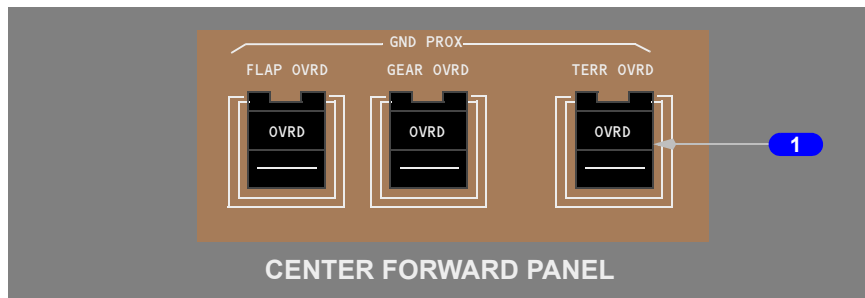 GND PROX
FLAP OVRD GEAR OVRD TERR OVRD
OVRD OVRD OVRD
1
CENTER FORWARD PANEL